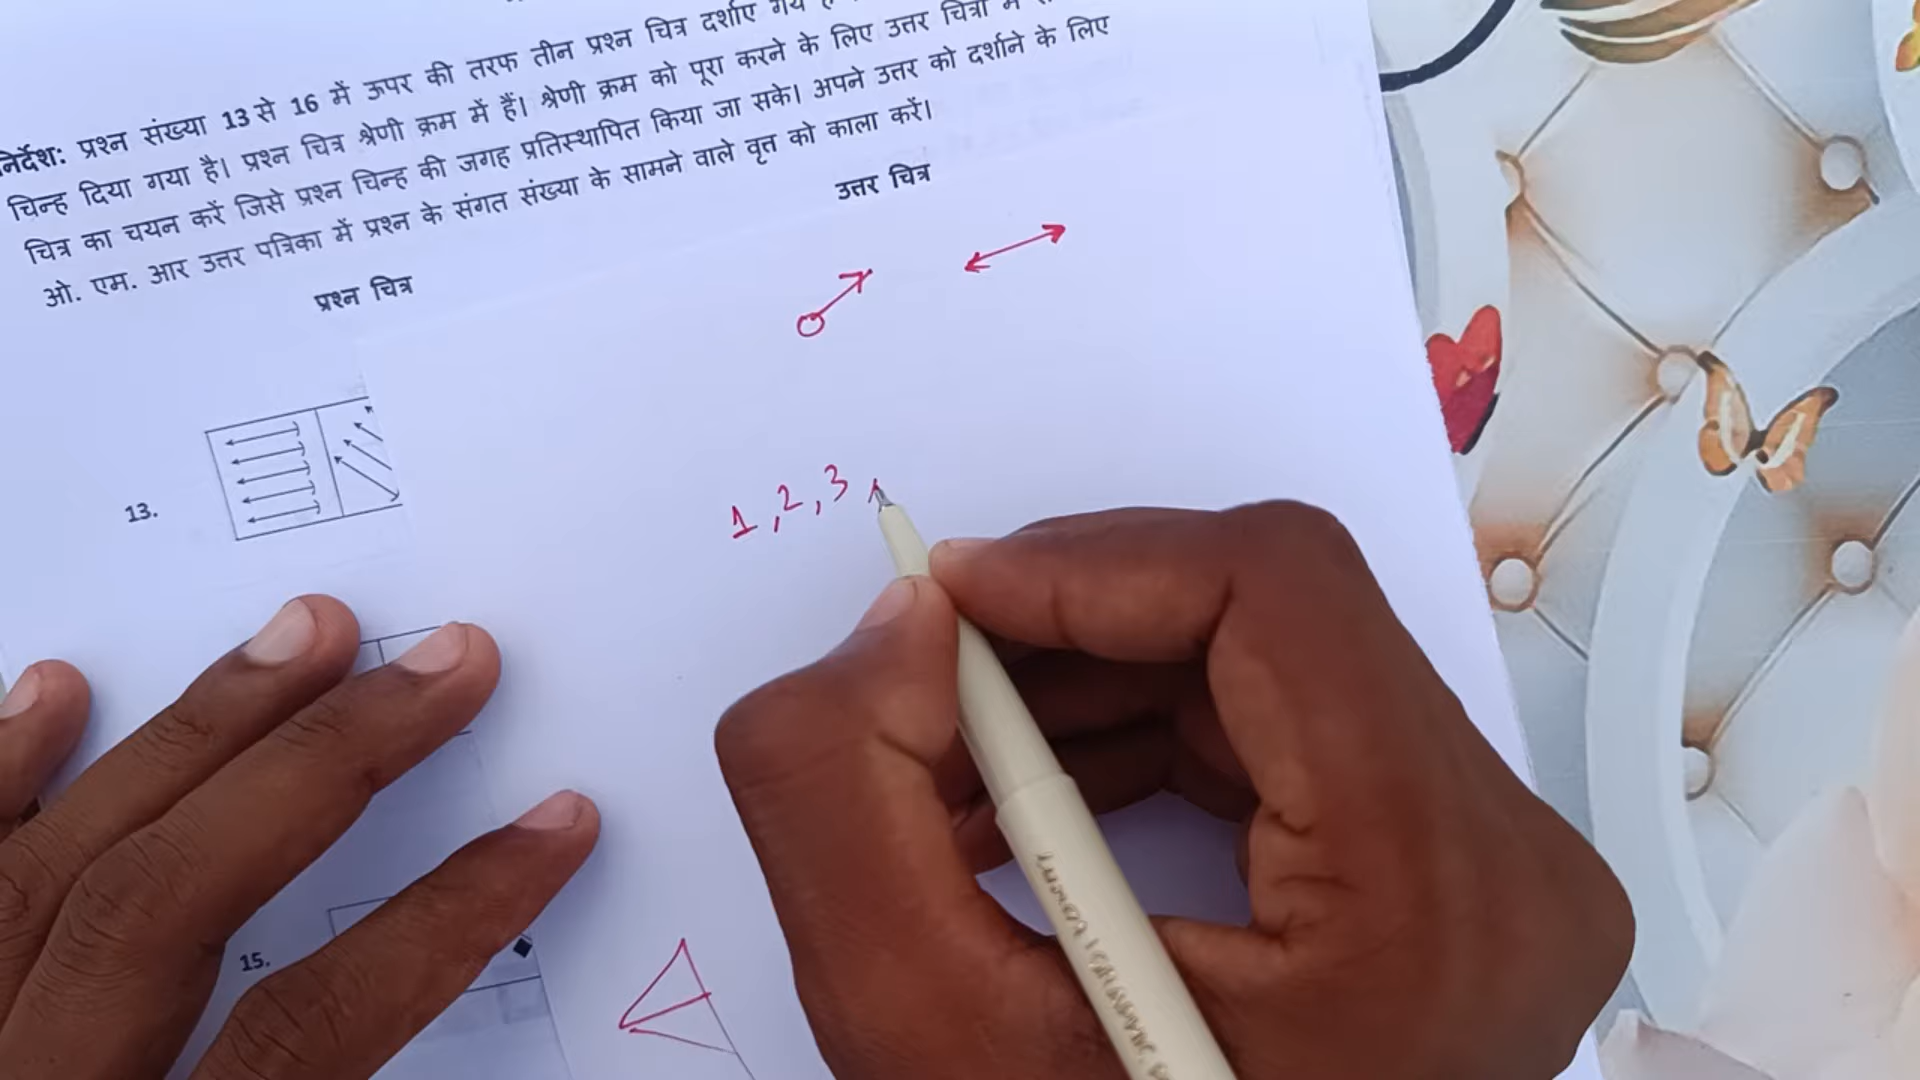 निर्देश: प्रश्न संख्या 13 से 16 में ऊपर की तरफ तीन प्रश्न चित्र दर्शाए गये
चिन्ह दिया गया है। प्रश्न चित्र श्रेणी क्रम में हैं। श्रेणी क्रम को पूरा करने के लिए उत्तर चित्रों में
चित्र का चयन करें जिसे प्रश्न चिन्ह की जगह प्रतिस्थापित किया जा सके। अपने उत्तर को दर्शाने के लिए
ओ. एम. आर उत्तर पत्रिका में प्रश्न के संगत संख्या के सामने वाले वृत्त को काला करें।
प्रश्न चित्र
उत्तर चित्र
13.
1, 2, 3
15.